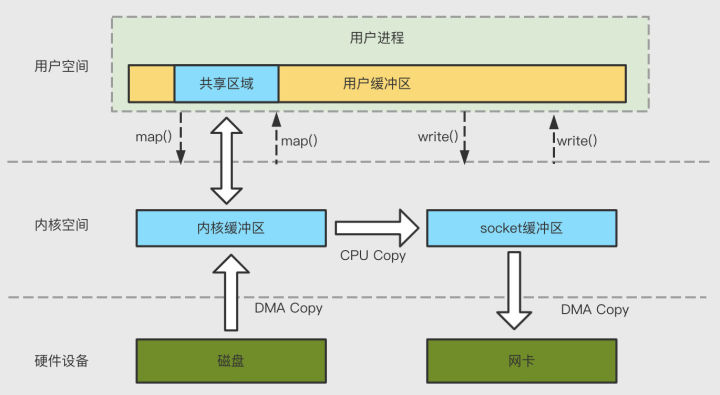 用户进程
用户空间
共享区域
用户缓冲区
map()
map()
write()
write()
内核空间
内核缓冲区
socket缓冲区
CPU Copy
DMA Copy
DMA Copy
硬件设备
磁盘
网卡